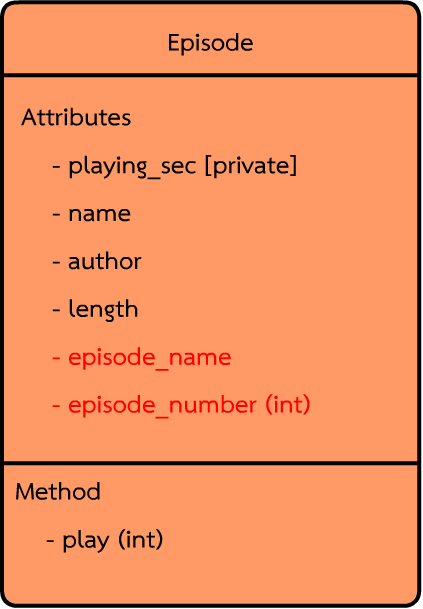 Episode
Attributes
- playing_sec [private]
- name
- author
- length
- episode_name
- episode_number (int)
Method
- play (int)